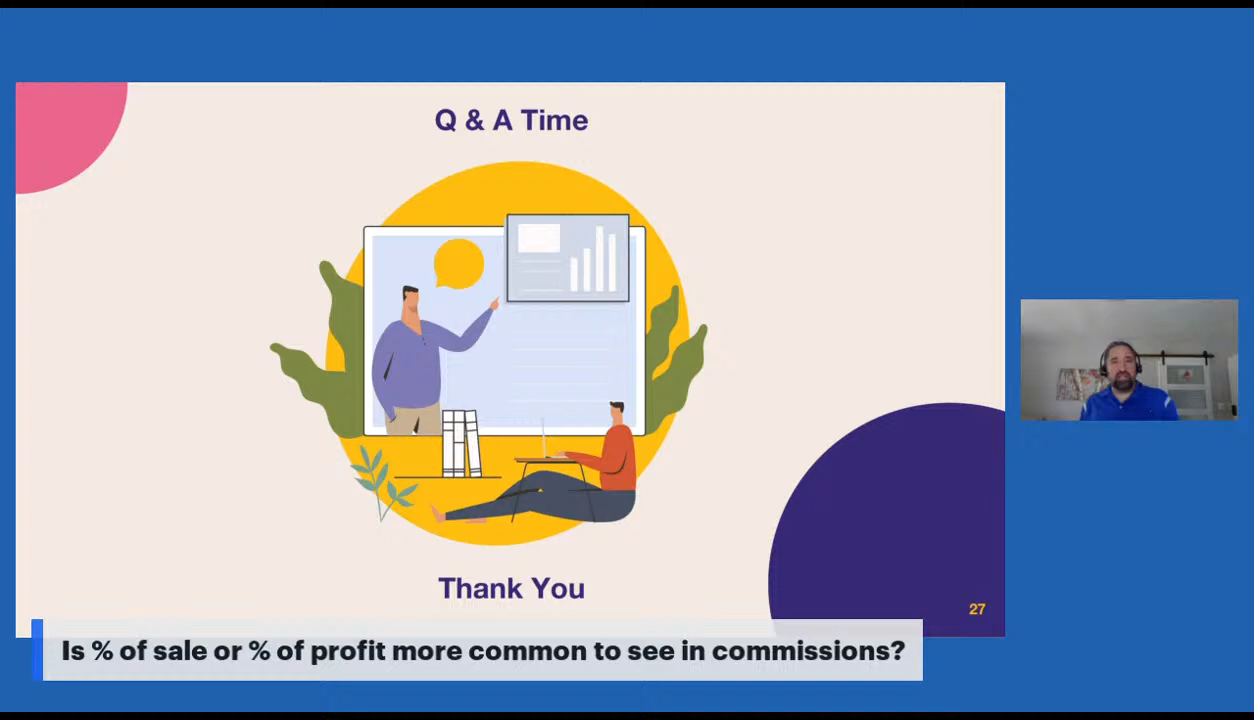 Q & A Time
Thank You
27
Is % of sale or % of profit more common to see in commissions?